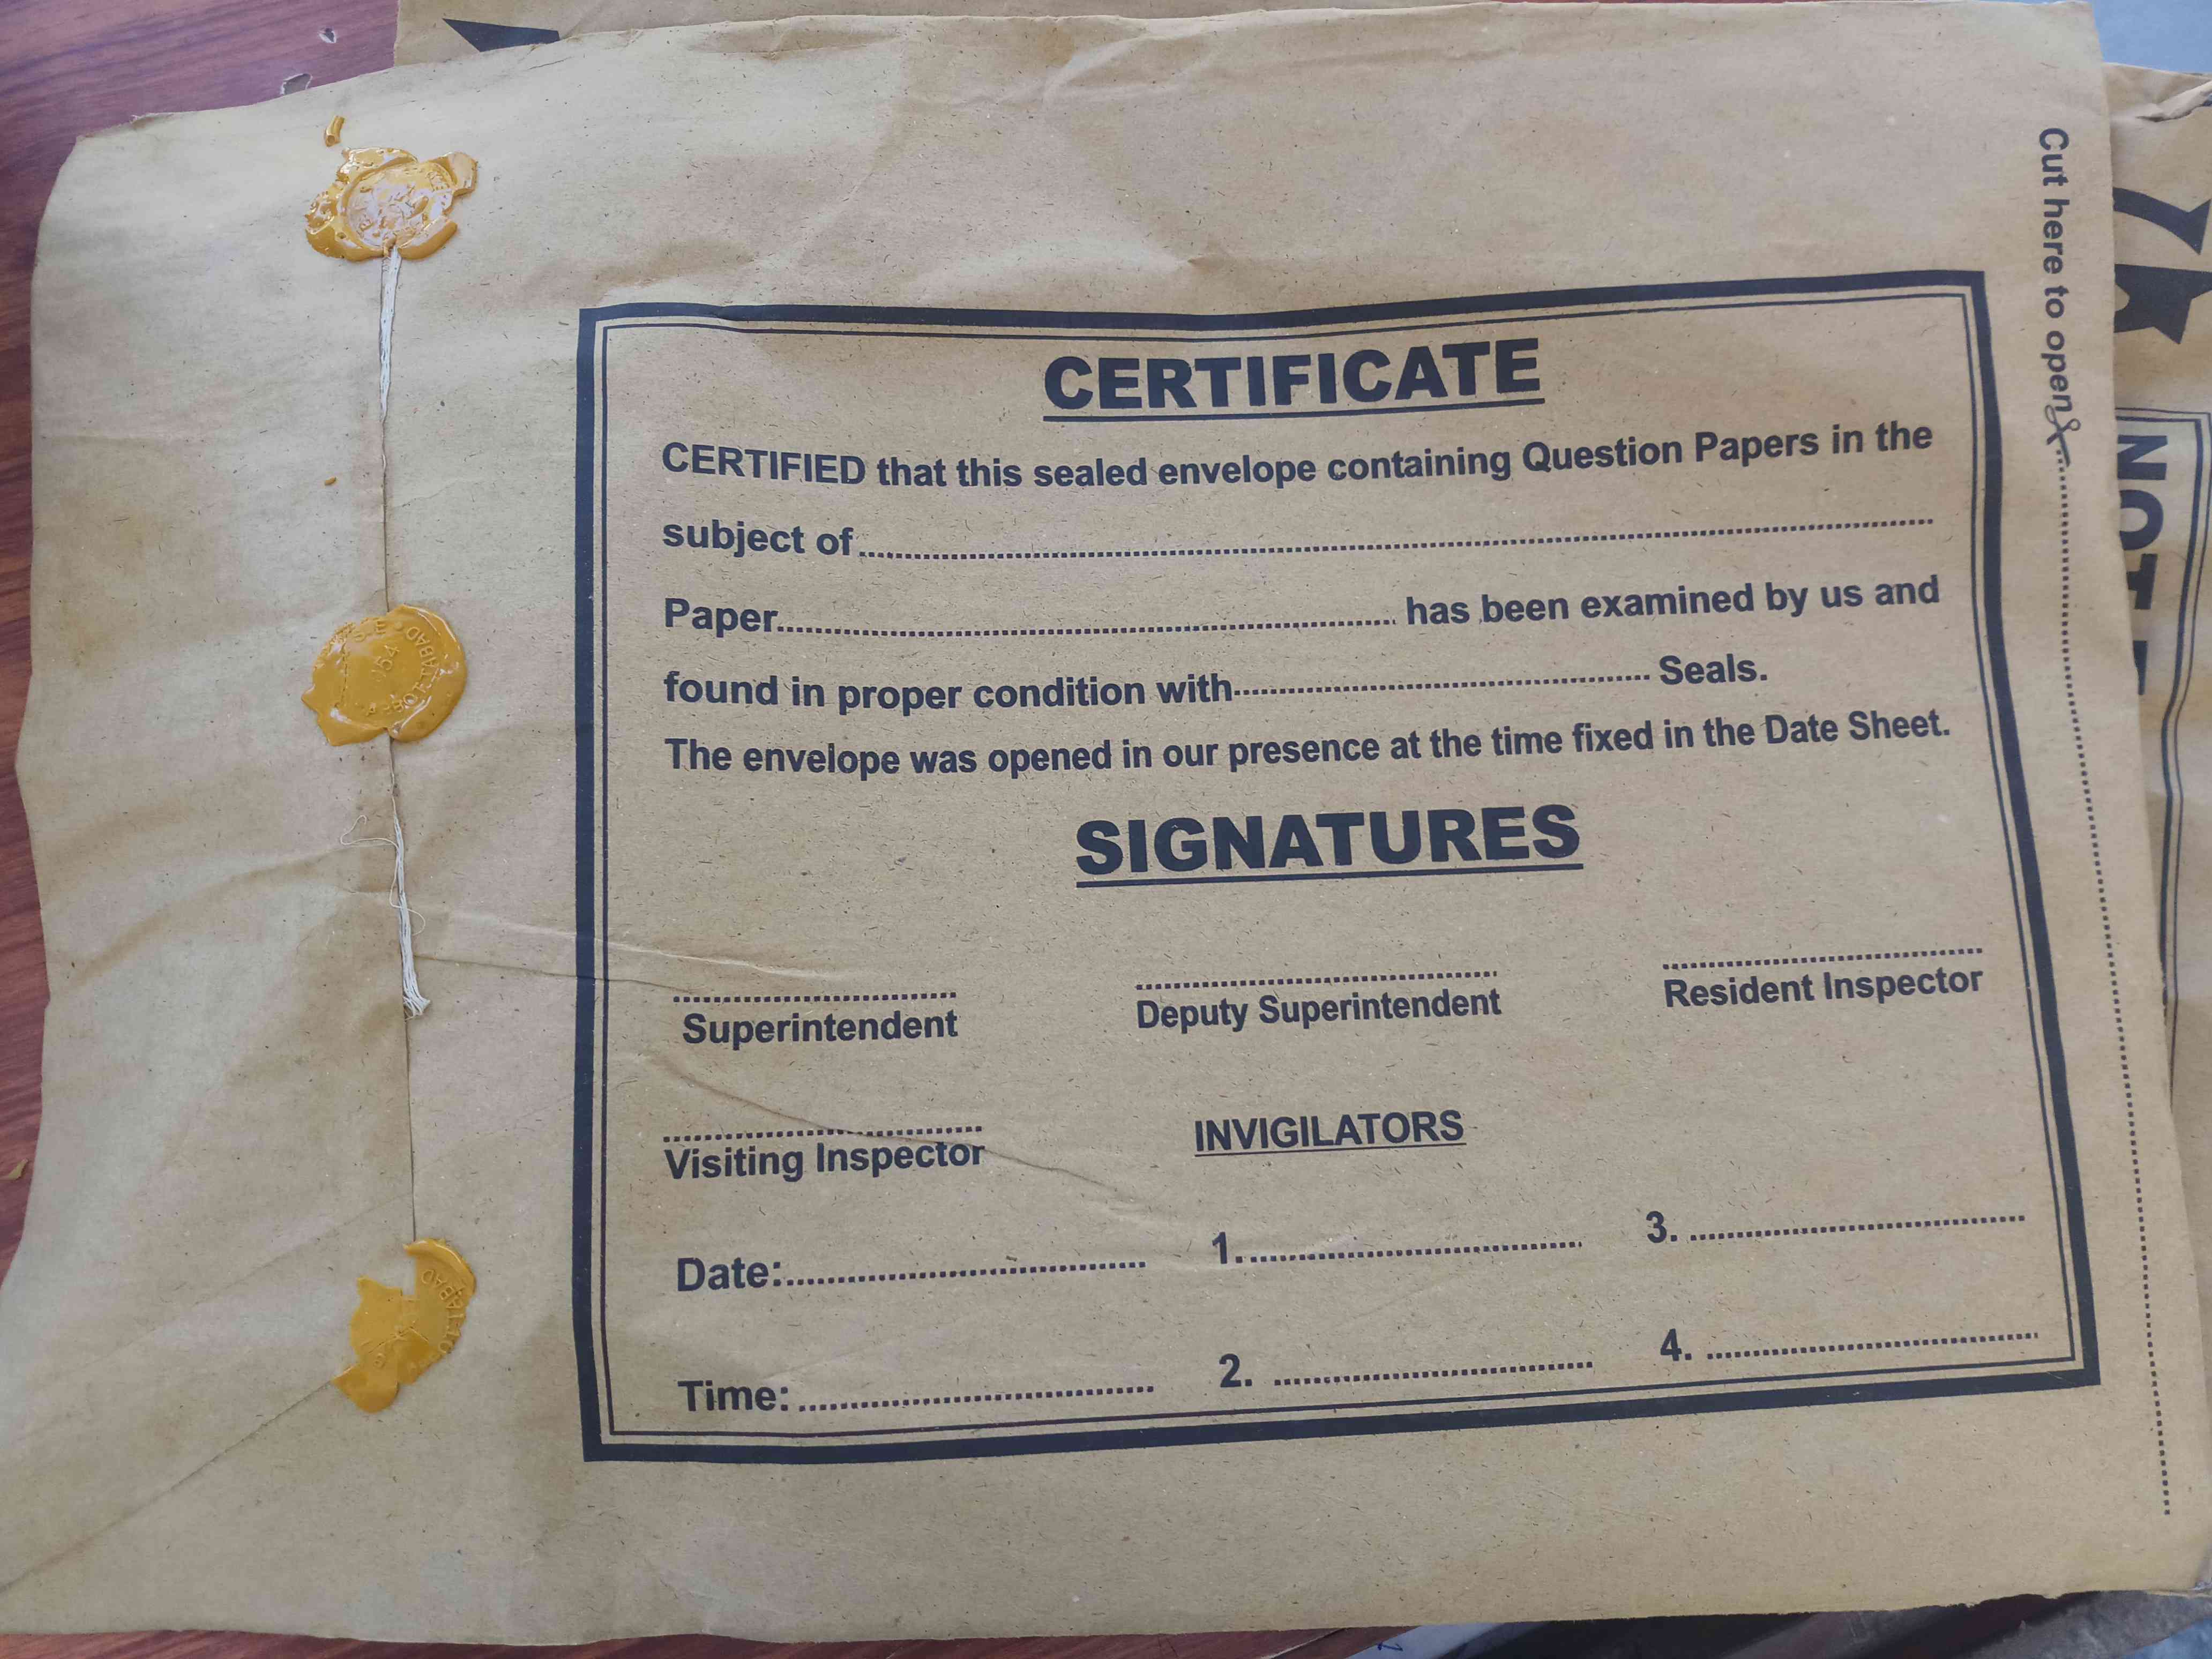 CERTIFICATE
CERTIFIED that this sealed envelope containing Question Papers in the
subject of
Paper has been examined by us and
found in proper condition with Seals.
The envelope was opened in our presence at the time fixed in the Date Sheet.
SIGNATURES
Superintendent
Deputy Superintendent
Resident Inspector
Visiting Inspector
INVIGILATORS
Date:
1.
3.
Time:
2.
4.
Cut here to open
154
ABBOTTABAD